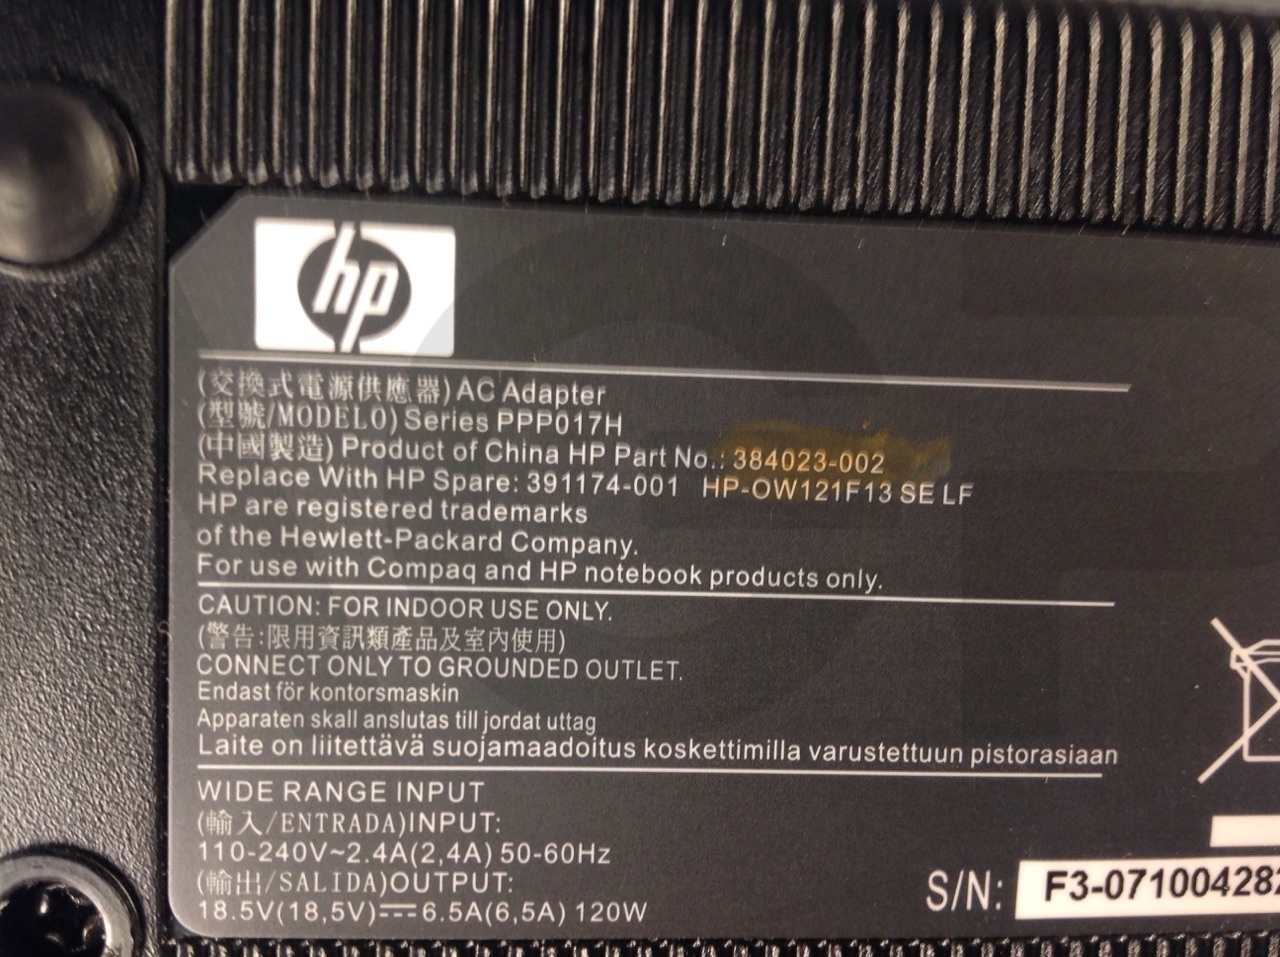 hp
(交換式電源供應器) AC Adapter
(型號/MODELO) Series PPP017H
(中國製造) Product of China HP Part No.: 384023-002
Replace With HP Spare: 391174-001 HP-OW121F13 SE LF
HP are registered trademarks
of the Hewlett-Packard Company.
For use with Compaq and HP notebook products only.
CAUTION: FOR INDOOR USE ONLY.
(警告:限用資訊類產品及室內使用)
CONNECT ONLY TO GROUNDED OUTLET.
Endast för kontorsmaskin
Apparaten skall anslutas till jordat uttag
Laite on liitettävä suojamaadoitus koskettimilla varustettuun pistorasiaan
WIDE RANGE INPUT
(輸入/ENTRADA)INPUT:
110-240V~2.4A(2,4A) 50-60Hz
(輸出/SALIDA)OUTPUT:
18.5V(18,5V)⎓6.5A(6,5A) 120W
S/N: F3-071004282